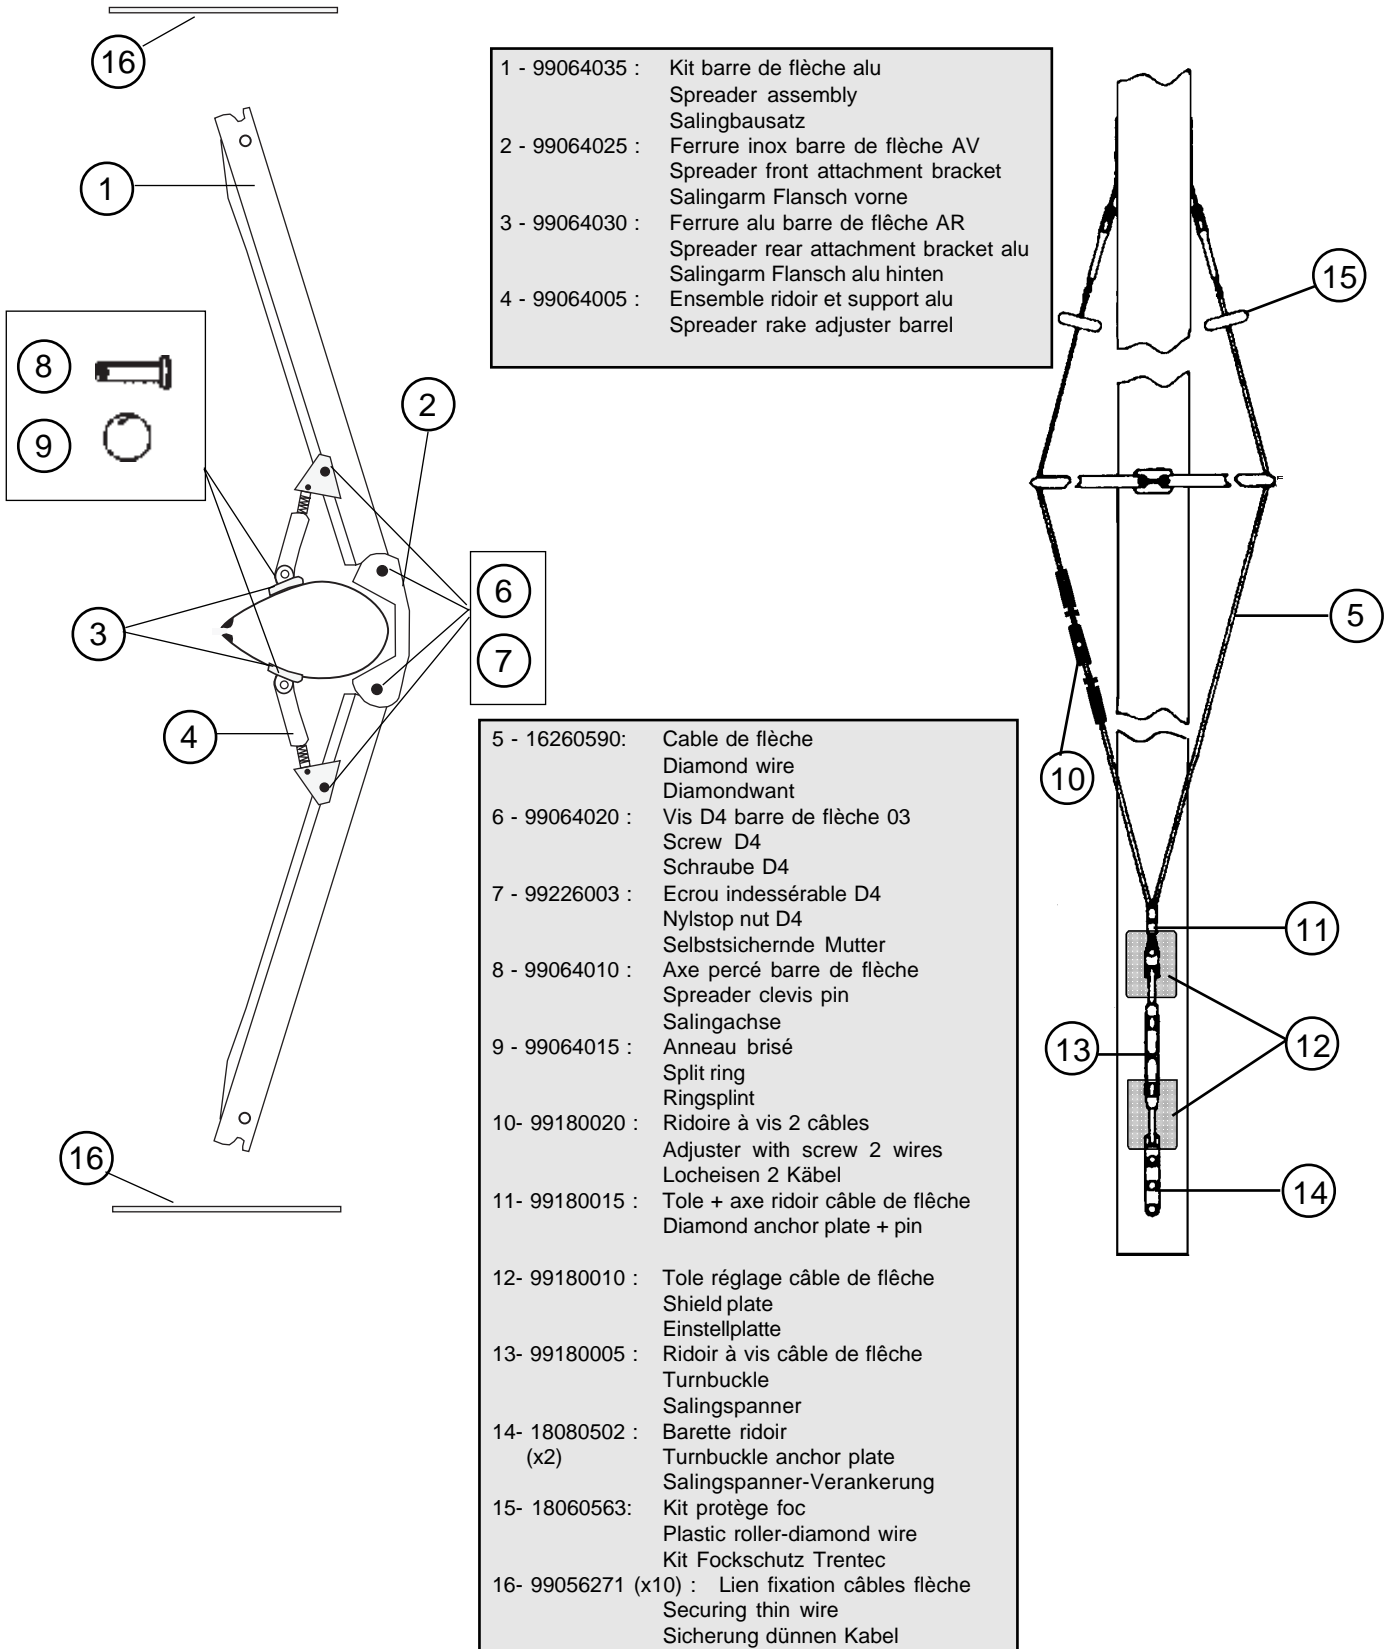 16
1 - 99064035 : Kit barre de flèche alu
Spreader assembly
Salingbausatz
2 - 99064025 : Ferrure inox barre de flèche AV
Spreader front attachment bracket
Salingarm Flansch vorne
3 - 99064030 : Ferrure alu barre de flêche AR
Spreader rear attachment bracket alu
Salingarm Flansch alu hinten
4 - 99064005 : Ensemble ridoir et support alu
Spreader rake adjuster barrel
1
15
8
2
9
6
5
3
7
4
10
5 - 16260590: Cable de flèche
Diamond wire
Diamondwant
6 - 99064020 : Vis D4 barre de flèche 03
Screw D4
Schraube D4
7 - 99226003 : Ecrou indessérable D4
Nylstop nut D4
Selbstsichernde Mutter
8 - 99064010 : Axe percé barre de flèche
Spreader clevis pin
Salingachse
9 - 99064015 : Anneau brisé
Split ring
Ringsplint
10- 99180020 : Ridoire à vis 2 câbles
Adjuster with screw 2 wires
Locheisen 2 Käbel
11- 99180015 : Tole + axe ridoir câble de flêche
Diamond anchor plate + pin
12- 99180010 : Tole réglage câble de flêche
Shield plate
Einstellplatte
13- 99180005 : Ridoir à vis câble de flêche
Turnbuckle
Salingspanner
14- 18080502 : Barette ridoir
(x2) Turnbuckle anchor plate
Salingspanner-Verankerung
15- 18060563: Kit protège foc
Plastic roller-diamond wire
Kit Fockschutz Trentec
16- 99056271 (x10) : Lien fixation câbles flèche
Securing thin wire
Sicherung dünnen Kabel
11
13
12
16
14